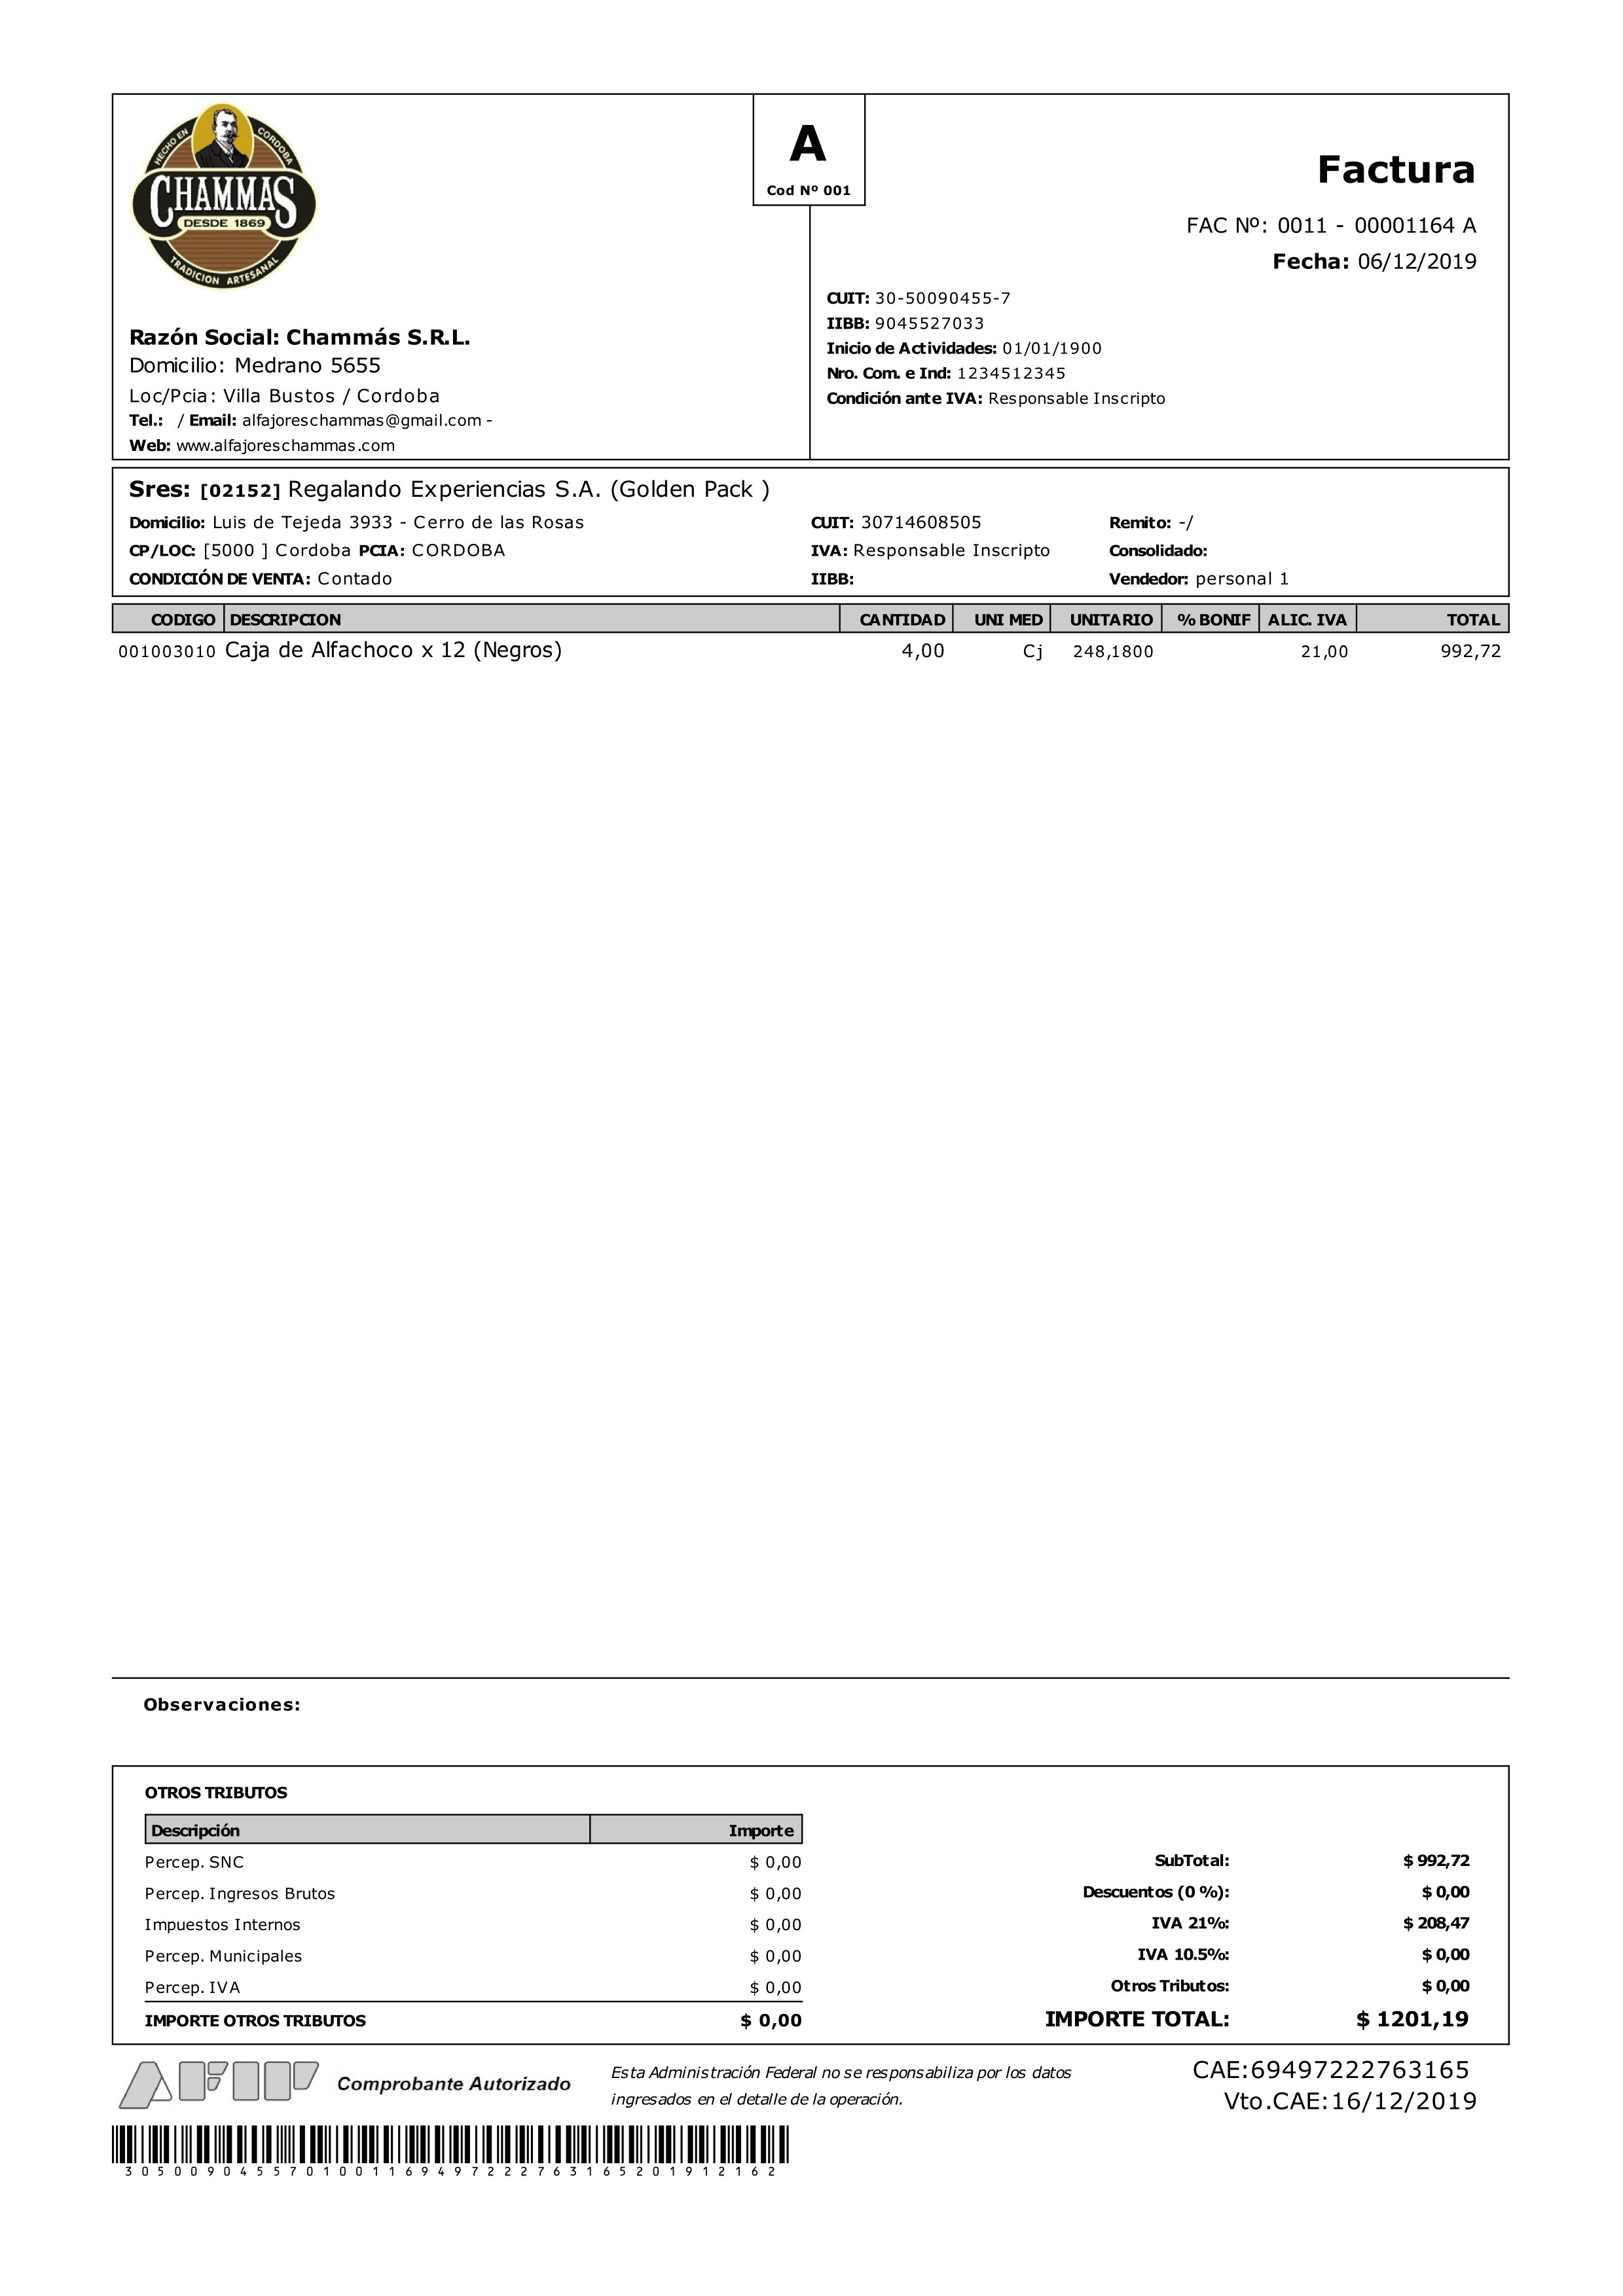 HECHO EN CORDOBA
CHAMMAS
DESDE 1869
TRADICION ARTESANAL
A
Cod Nº 001
Factura
FAC Nº: 0011 - 00001164 A
Fecha: 06/12/2019
CUIT: 30-50090455-7
IIBB: 9045527033
Inicio de Actividades: 01/01/1900
Nro. Com. e Ind: 1234512345
Condición ante IVA: Responsable Inscripto
Razón Social: Chammás S.R.L.
Domicilio: Medrano 5655
Loc/Pcia: Villa Bustos / Cordoba
Tel.: / Email: alfajoreschammas@gmail.com -
Web: www.alfajoreschammas.com
Sres: [02152] Regalando Experiencias S.A. (Golden Pack )
Domicilio: Luis de Tejeda 3933 - Cerro de las Rosas CUIT: 30714608505 Remito: -/
CP/LOC: [5000 ] Cordoba PCIA: CORDOBA IVA: Responsable Inscripto Consolidado:
CONDICIÓN DE VENTA: Contado IIBB: Vendedor: personal 1
CODIGO DESCRIPCION CANTIDAD UNI MED UNITARIO % BONIF ALIC. IVA TOTAL
001003010 Caja de Alfachoco x 12 (Negros) 4,00 Cj 248,1800 21,00 992,72
Observaciones:
OTROS TRIBUTOS
Descripción Importe
Percep. SNC $ 0,00
Percep. Ingresos Brutos $ 0,00
Impuestos Internos $ 0,00
Percep. Municipales $ 0,00
Percep. IVA $ 0,00
IMPORTE OTROS TRIBUTOS $ 0,00
SubTotal: $ 992,72
Descuentos (0 %): $ 0,00
IVA 21%: $ 208,47
IVA 10.5%: $ 0,00
Otros Tributos: $ 0,00
IMPORTE TOTAL: $ 1201,19
AFIP Comprobante Autorizado
Esta Administración Federal no se responsabiliza por los datos
ingresados en el detalle de la operación.
CAE:69497222763165
Vto.CAE:16/12/2019
3050090455701001169497222763165201912162